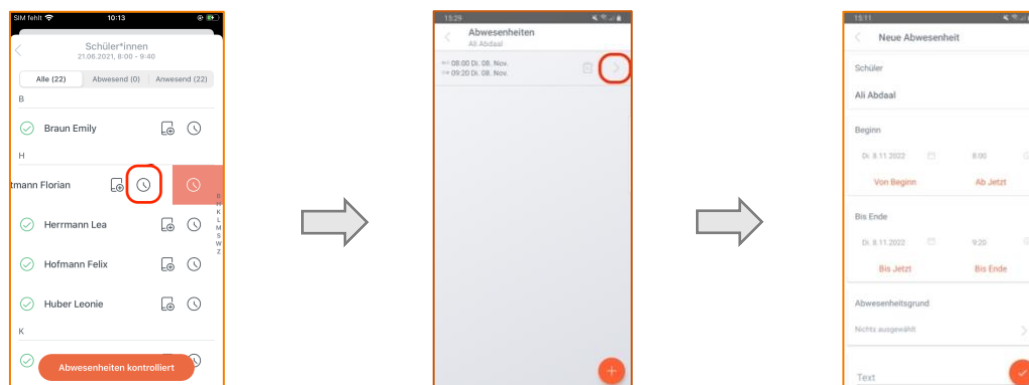 SIM fehlt 10:13
Schüler*innen
21.06.2021, 8:00 - 9:40
Alle (22) Abwesend (0) Anwesend (22)
B
Braun Emily
H
tmann Florian
Herrmann Lea
Hofmann Felix
Huber Leonie
K
B
H
K
L
M
S
W
Z
Abwesenheiten kontrolliert
15:29
Abwesenheiten
Ali Abdaal
08:00 Di. 08. Nov.
09:20 Di. 08. Nov.
15:11
Neue Abwesenheit
Schüler
Ali Abdaal
Beginn
Di. 8.11.2022 8:00
Von Beginn Ab Jetzt
Bis Ende
Di. 8.11.2022 9:20
Bis Jetzt Bis Ende
Abwesenheitsgrund
Nichts ausgewählt
Text